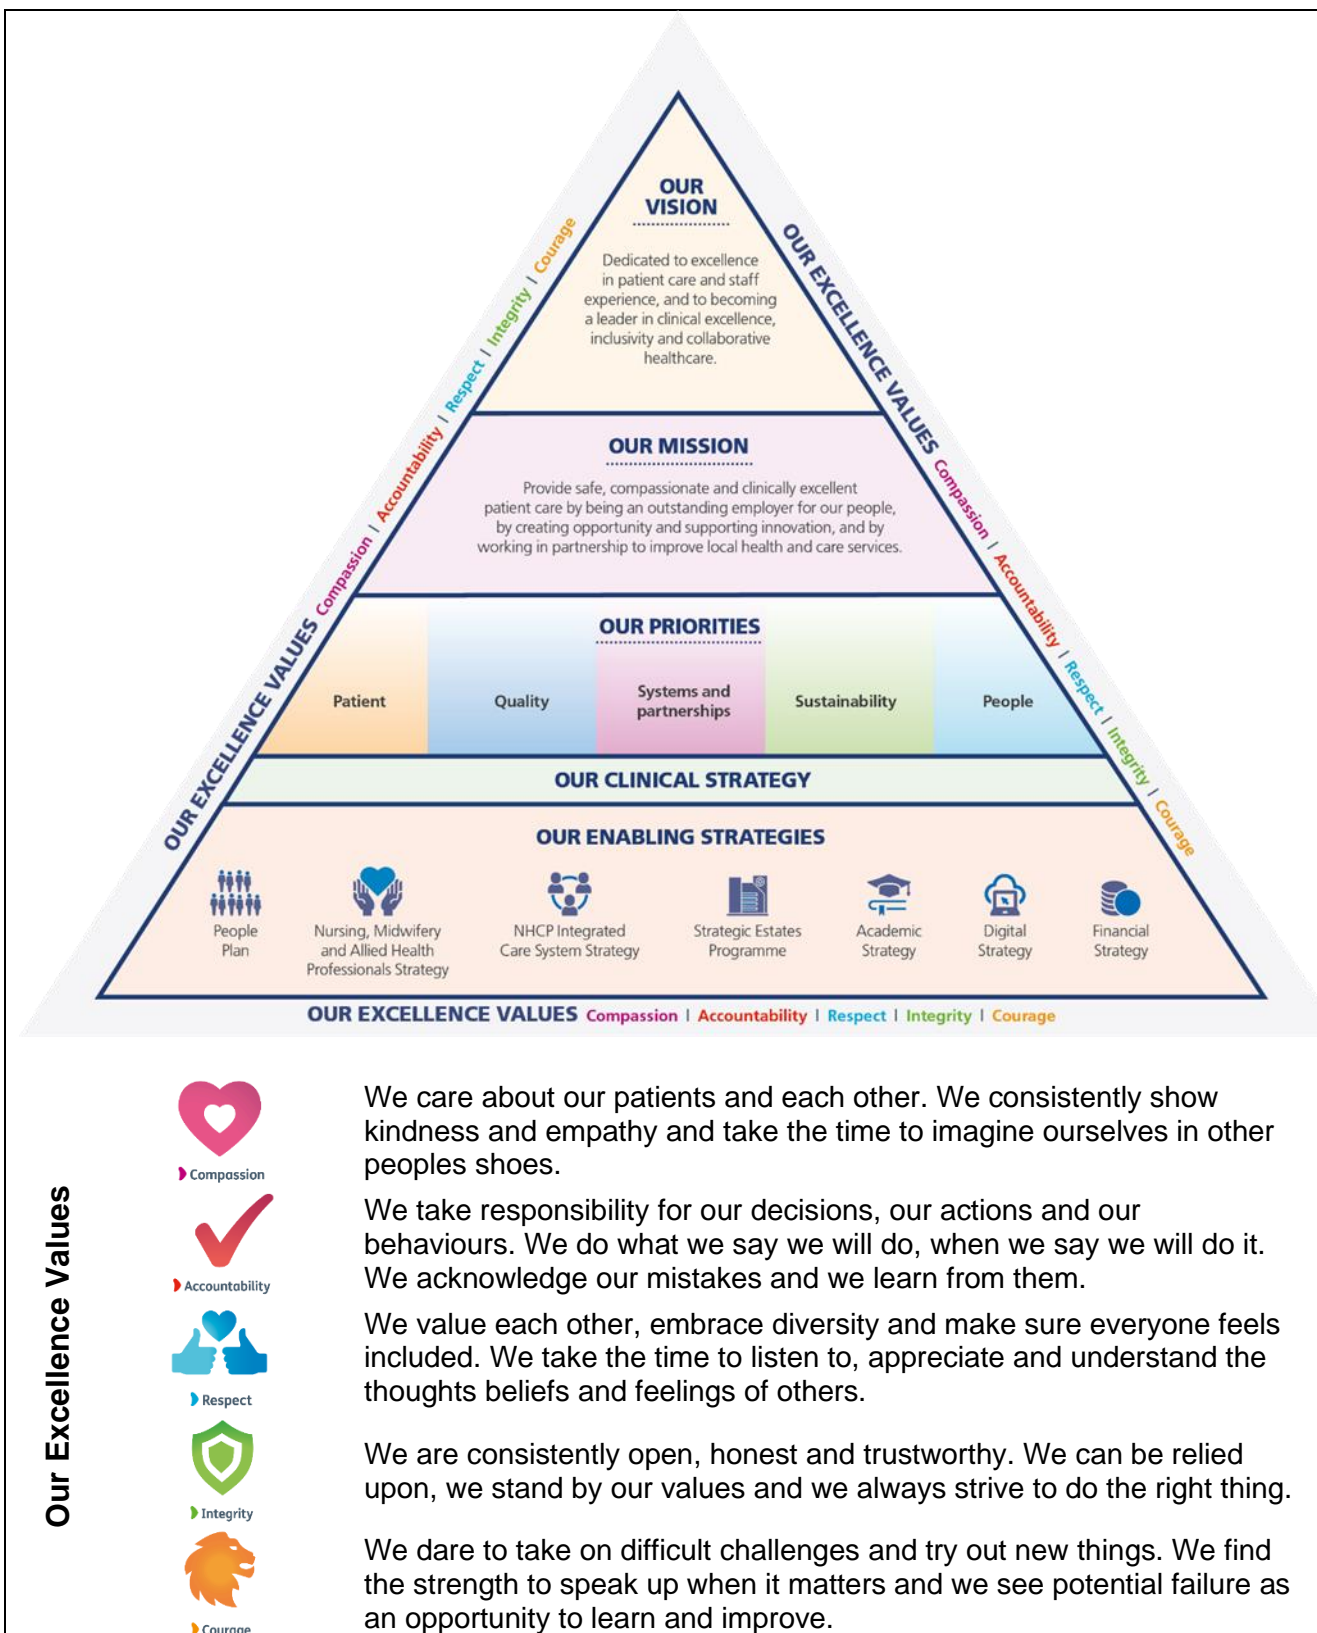 OUR
VISION
Dedicated to excellence
in patient care and staff
experience, and to becoming
a leader in clinical excellence,
inclusivity and collaborative
healthcare.
OUR MISSION
Provide safe, compassionate and clinically excellent
patient care by being an outstanding employer for our people,
by creating opportunity and supporting innovation, and by
working in partnership to improve local health and care services.
OUR PRIORITIES
Patient
Quality
Systems and
partnerships
Sustainability
People
OUR CLINICAL STRATEGY
OUR ENABLING STRATEGIES
People
Plan
Nursing, Midwifery
and Allied Health
Professionals Strategy
NHCP Integrated
Care System Strategy
Strategic Estates
Programme
Academic
Strategy
Digital
Strategy
Financial
Strategy
OUR EXCELLENCE VALUES Compassion | Accountability | Respect | Integrity | Courage
OUR EXCELLENCE VALUES Compassion | Accountability | Respect | Integrity | Courage
OUR EXCELLENCE VALUES Compassion | Accountability | Respect | Integrity | Courage
Our Excellence Values
Compassion
We care about our patients and each other. We consistently show
kindness and empathy and take the time to imagine ourselves in other
peoples shoes.
Accountability
We take responsibility for our decisions, our actions and our
behaviours. We do what we say we will do, when we say we will do it.
We acknowledge our mistakes and we learn from them.
Respect
We value each other, embrace diversity and make sure everyone feels
included. We take the time to listen to, appreciate and understand the
thoughts beliefs and feelings of others.
Integrity
We are consistently open, honest and trustworthy. We can be relied
upon, we stand by our values and we always strive to do the right thing.
Courage
We dare to take on difficult challenges and try out new things. We find
the strength to speak up when it matters and we see potential failure as
an opportunity to learn and improve.